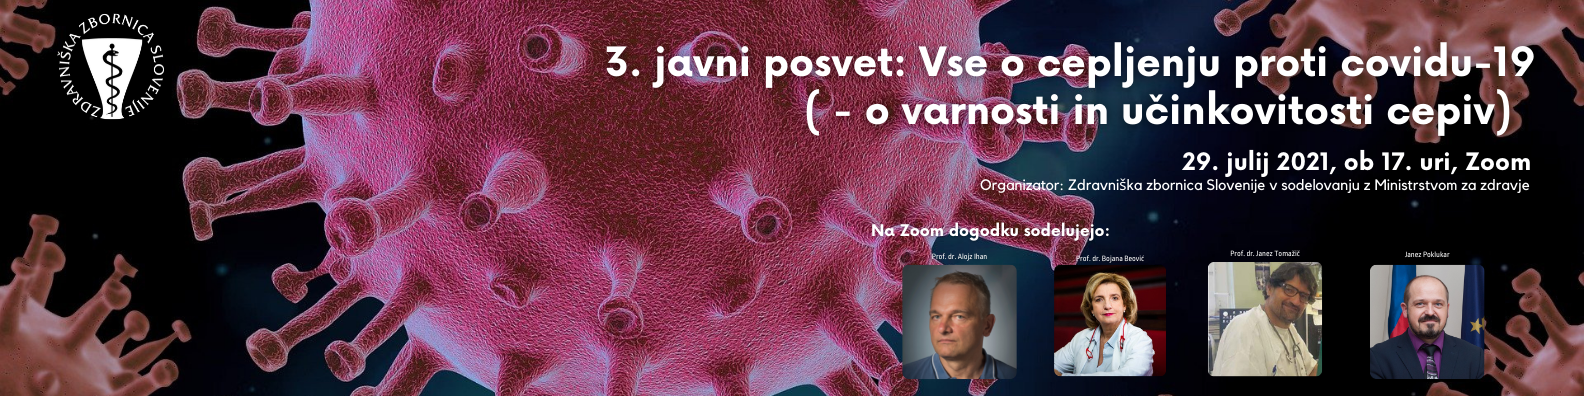 ZDRAVNIŠKA ZBORNICA SLOVENIJE
3. javni posvet: Vse o cepljenju proti covidu-19
( - o varnosti in učinkovitosti cepiv)
29. julij 2021, ob 17. uri, Zoom
Organizator: Zdravniška zbornica Slovenije v sodelovanju z Ministrstvom za zdravje
Na Zoom dogodku sodelujejo:
Prof. dr. Alojz Ihan
Prof. dr. Bojana Beović
Prof. dr. Janez Tomažič
Janez Poklukar